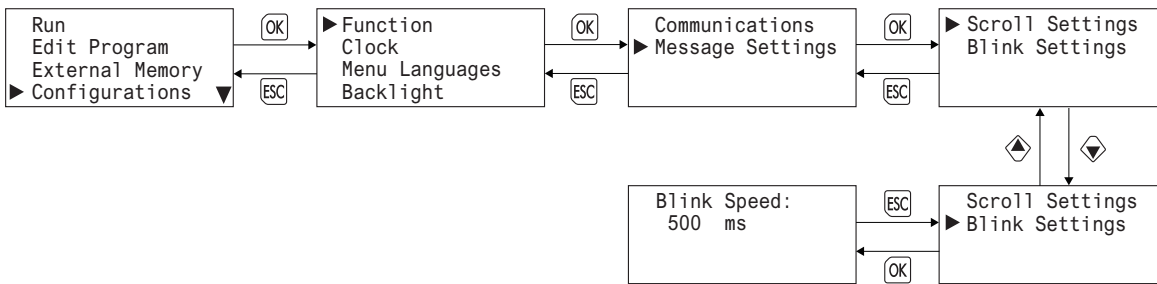 Run
Edit Program
External Memory
Configurations
OK
ESC
Function
Clock
Menu Languages
Backlight
OK
ESC
Communications
Message Settings
OK
ESC
Scroll Settings
Blink Settings
Blink Speed:
500 ms
ESC
OK
Scroll Settings
Blink Settings